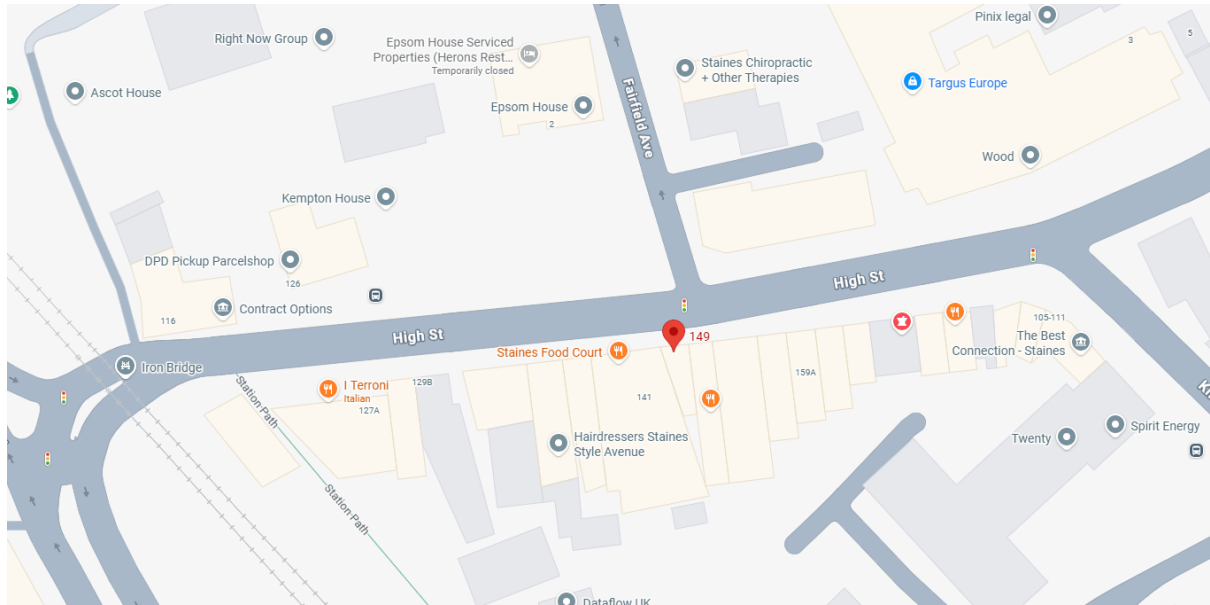 Pinix legal
Right Now Group
Epsom House Serviced
Properties (Herons Rest...
Temporarily closed
3
5
Staines Chiropractic
+ Other Therapies
Targus Europe
Ascot House
Epsom House
2
Fairfield Ave
Wood
Kempton House
DPD Pickup Parcelshop
126
High St
Contract Options
116
105-111
High St
149
The Best
Connection - Staines
Staines Food Court
Iron Bridge
159A
129B
I Terroni
Italian
127A
141
Station Path
Hairdressers Staines
Style Avenue
Twenty
Spirit Energy
Station Path
Dataflow UK